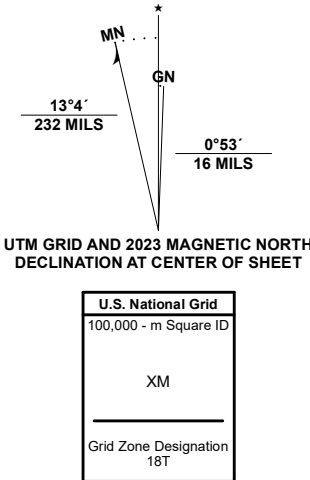 ★
MN
GN
13°4´
232 MILS
0°53´
16 MILS
UTM GRID AND 2023 MAGNETIC NORTH
DECLINATION AT CENTER OF SHEET
U.S. National Grid
100,000 - m Square ID
XM
Grid Zone Designation
18T